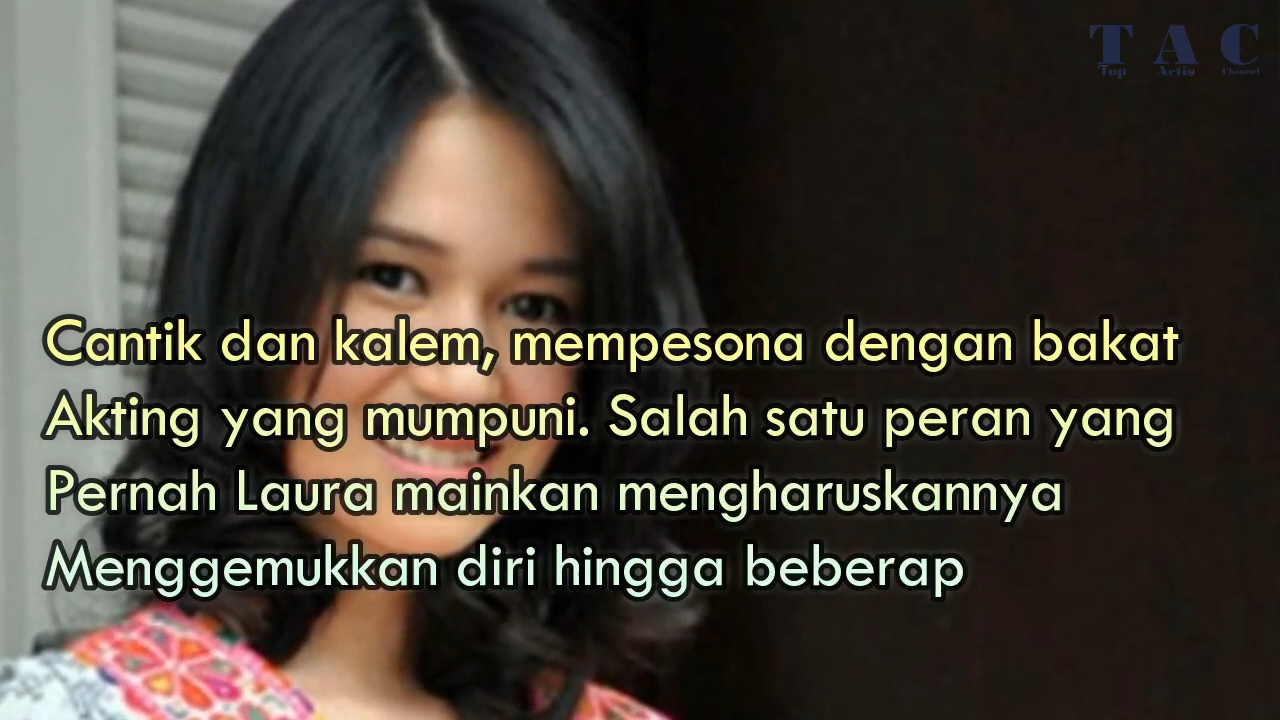 T A C
Top Artis Channel
Cantik dan kalem, mempesona dengan bakat
Akting yang mumpuni. Salah satu peran yang
Pernah Laura mainkan mengharuskannya
Menggemukkan diri hingga beberap